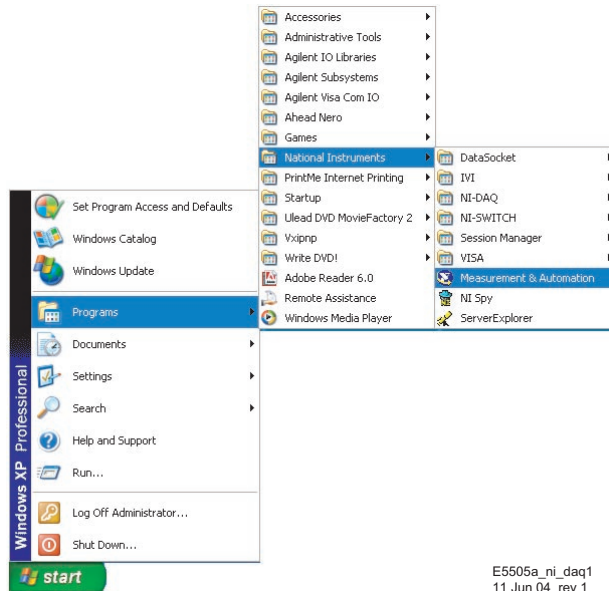 Accessories
Administrative Tools
Agilent IO Libraries
Agilent Subsystems
Agilent Visa Com IO
Ahead Nero
Games
National Instruments
PrintMe Internet Printing
Startup
Ulead DVD MovieFactory 2
Vxipnp
Write DVD!
Adobe Reader 6.0
Remote Assistance
Windows Media Player
DataSocket
IVI
NI-DAQ
NI-SWITCH
Session Manager
VISA
Measurement & Automation
NI Spy
ServerExplorer
Set Program Access and Defaults
Windows Catalog
Windows Update
Programs
Documents
Settings
Search
Help and Support
Run...
Log Off Administrator...
Shut Down...
Windows XP Professional
start
E5505a_ni_daq1
11 Jun 04 rev 1